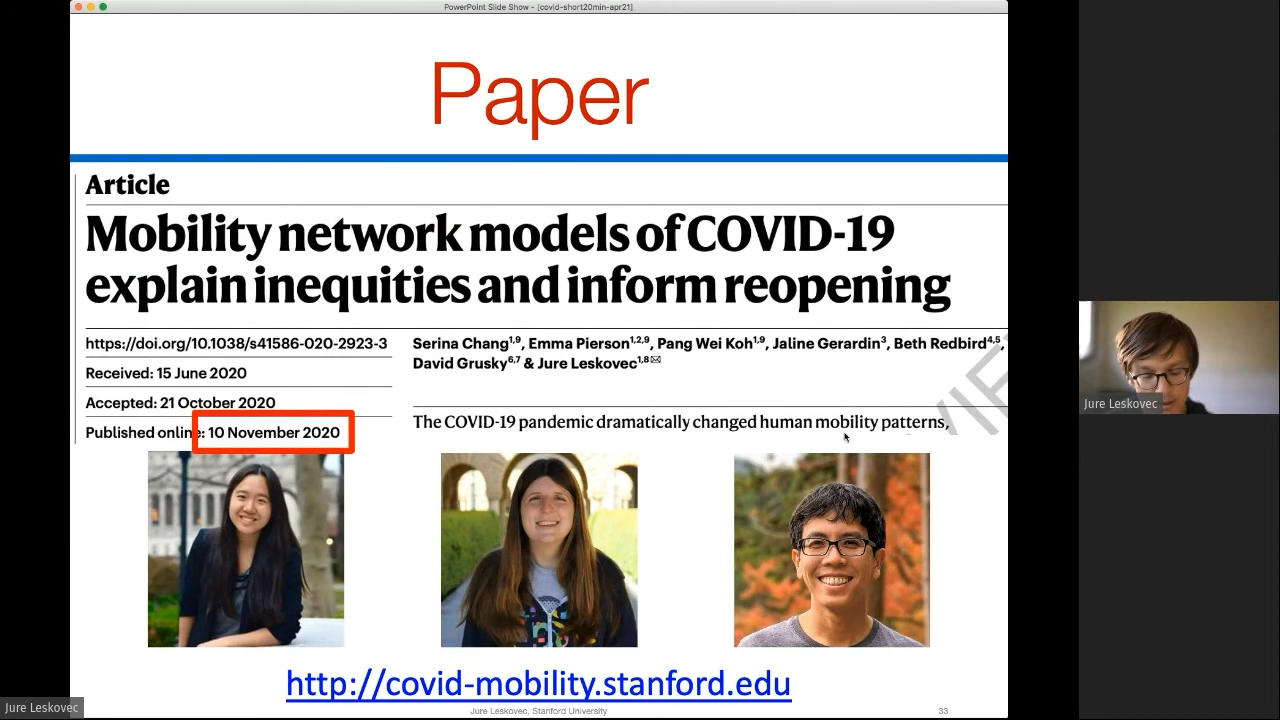 PowerPoint Slide Show - [covid-short20min-apr21]
Paper
Article
Mobility network models of COVID-19
explain inequities and inform reopening
https://doi.org/10.1038/s41586-020-2923-3
Received: 15 June 2020
Accepted: 21 October 2020
Published online: 10 November 2020
Serina Chang1,9, Emma Pierson1,2,9, Pang Wei Koh1,9, Jaline Gerardin3, Beth Redbird4,5,
David Grusky6,7 & Jure Leskovec1,8✉
The COVID-19 pandemic dramatically changed human mobility patterns,
http://covid-mobility.stanford.edu
Jure Leskovec, Stanford University
33
Jure Leskovec
Jure Leskovec